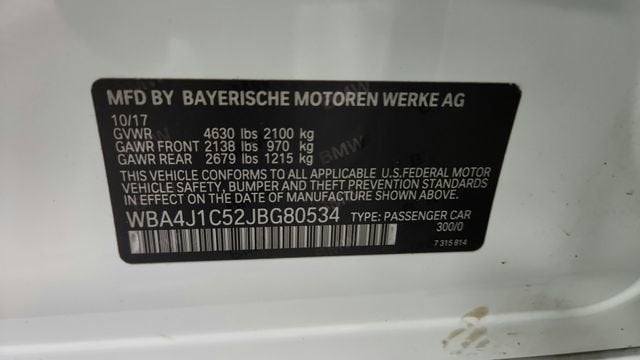 MFD BY BAYERISCHE MOTOREN WERKE AG
10/17
GVWR 4630 lbs 2100 kg
GAWR FRONT 2138 lbs 970 kg
GAWR REAR 2679 lbs 1215 kg
THIS VEHICLE CONFORMS TO ALL APPLICABLE U.S.FEDERAL MOTOR
VEHICLE SAFETY, BUMPER, AND THEFT PREVENTION STANDARDS
IN EFFECT ON THE DATE OF MANUFACTURE SHOWN ABOVE.
WBA4J1C52JBG80534 TYPE: PASSENGER CAR
300/0
7 315 814
BMW